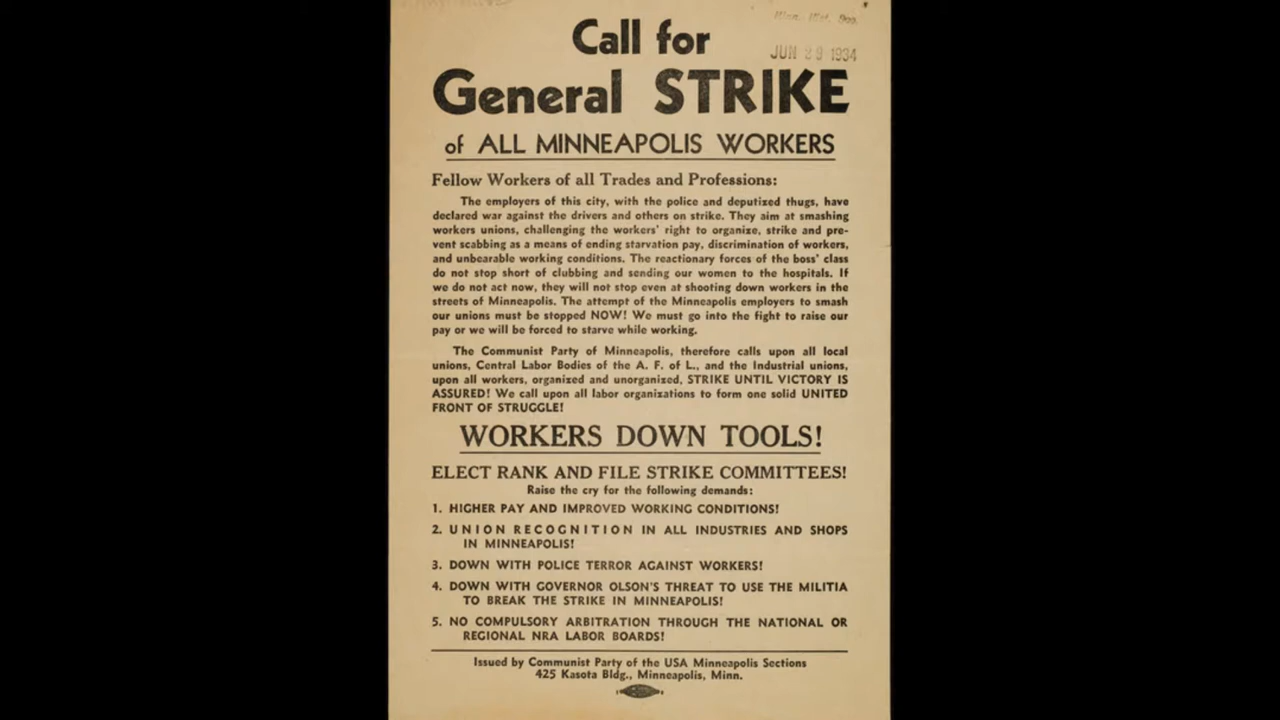 Call for
JUN 29 1934
General STRIKE
of ALL MINNEAPOLIS WORKERS
Fellow Workers of all Trades and Professions:
The employers of this city, with the police and deputized thugs, have
declared war against the drivers and others on strike. They aim at smashing
workers unions, challenging the workers' right to organize, strike and pre-
vent scabbing as a means of ending starvation pay, discrimination of workers,
and unbearable working conditions. The reactionary forces of the boss' class
do not stop short of clubbing and sending our women to the hospitals. If
we do not act now, they will not stop even at shooting down workers in the
streets of Minneapolis. The attempt of the Minneapolis employers to smash
our unions must be stopped NOW! We must go into the fight to raise our
pay or we will be forced to starve while working.
The Communist Party of Minneapolis, therefore calls upon all local
unions, Central Labor Bodies of the A. F. of L., and the Industrial unions,
upon all workers, organized and unorganized, STRIKE UNTIL VICTORY IS
ASSURED! We call upon all labor organizations to form one solid UNITED
FRONT OF STRUGGLE!
WORKERS DOWN TOOLS!
ELECT RANK AND FILE STRIKE COMMITTEES!
Raise the cry for the following demands:
1. HIGHER PAY AND IMPROVED WORKING CONDITIONS!
2. UNION RECOGNITION IN ALL INDUSTRIES AND SHOPS
IN MINNEAPOLIS!
3. DOWN WITH POLICE TERROR AGAINST WORKERS!
4. DOWN WITH GOVERNOR OLSON'S THREAT TO USE THE MILITIA
TO BREAK THE STRIKE IN MINNEAPOLIS!
5. NO COMPULSORY ARBITRATION THROUGH THE NATIONAL OR
REGIONAL NRA LABOR BOARDS!
Issued by Communist Party of the USA Minneapolis Sections
425 Kasota Bldg., Minneapolis, Minn.